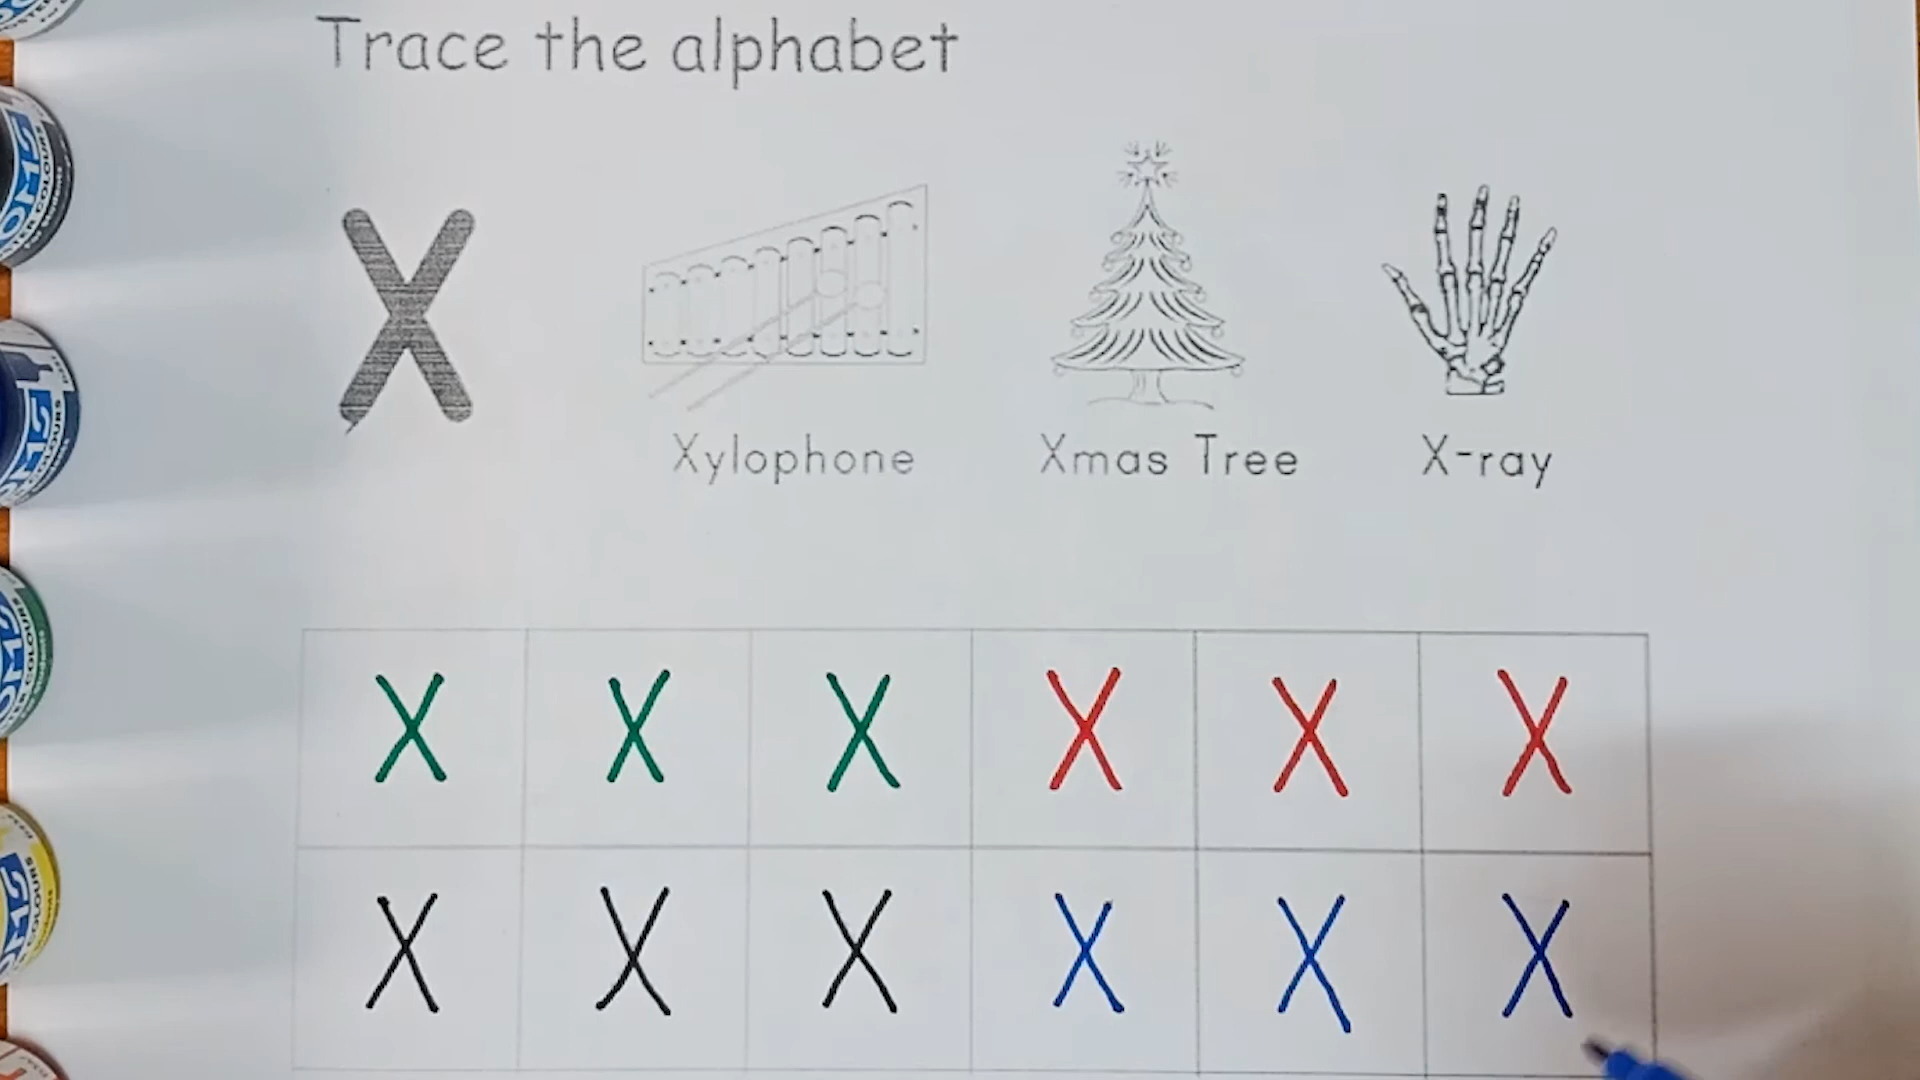 Trace the alphabet
X
Xylophone Xmas Tree X-ray
X X X X X X
X X X X X X